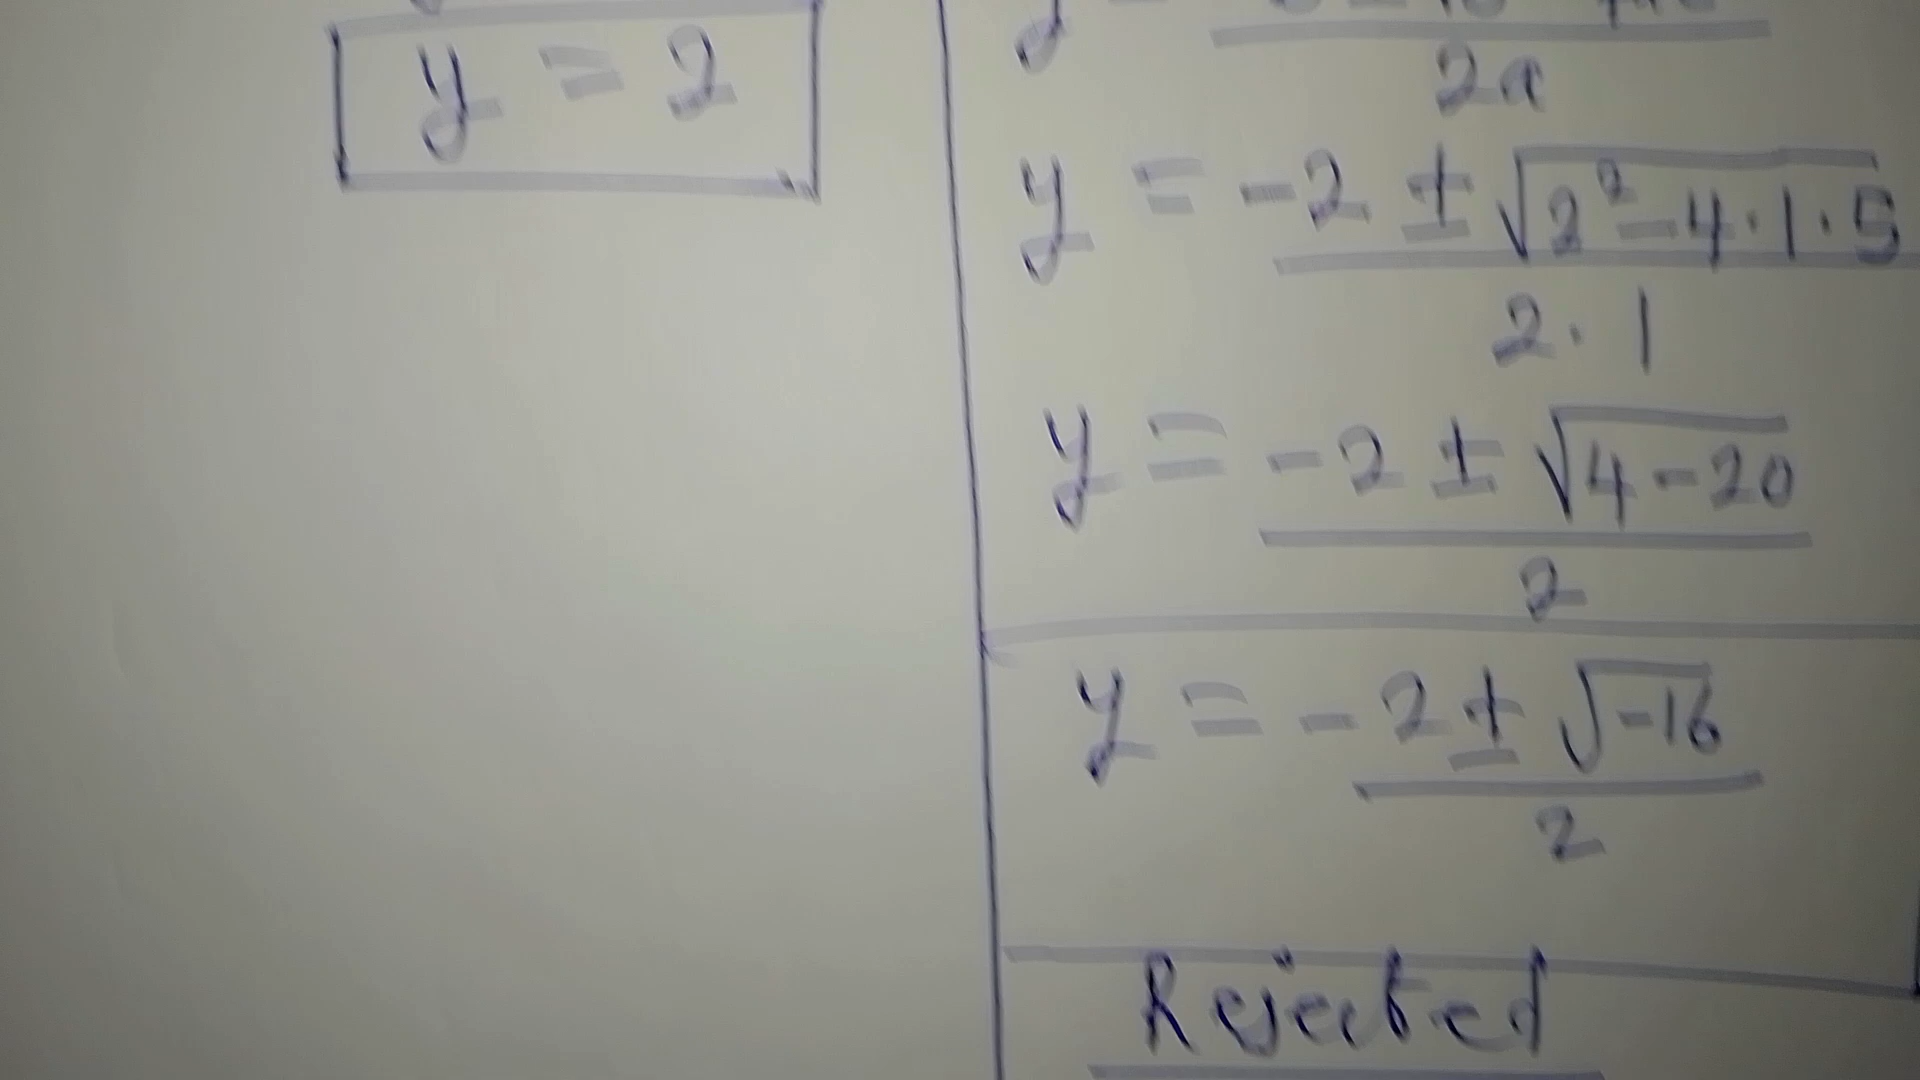 y = 2
2a
y = -2 ± √2² - 4·1·5
2·1
y = -2 ± √4-20
2
y = -2 ± √-16
2
Rejected